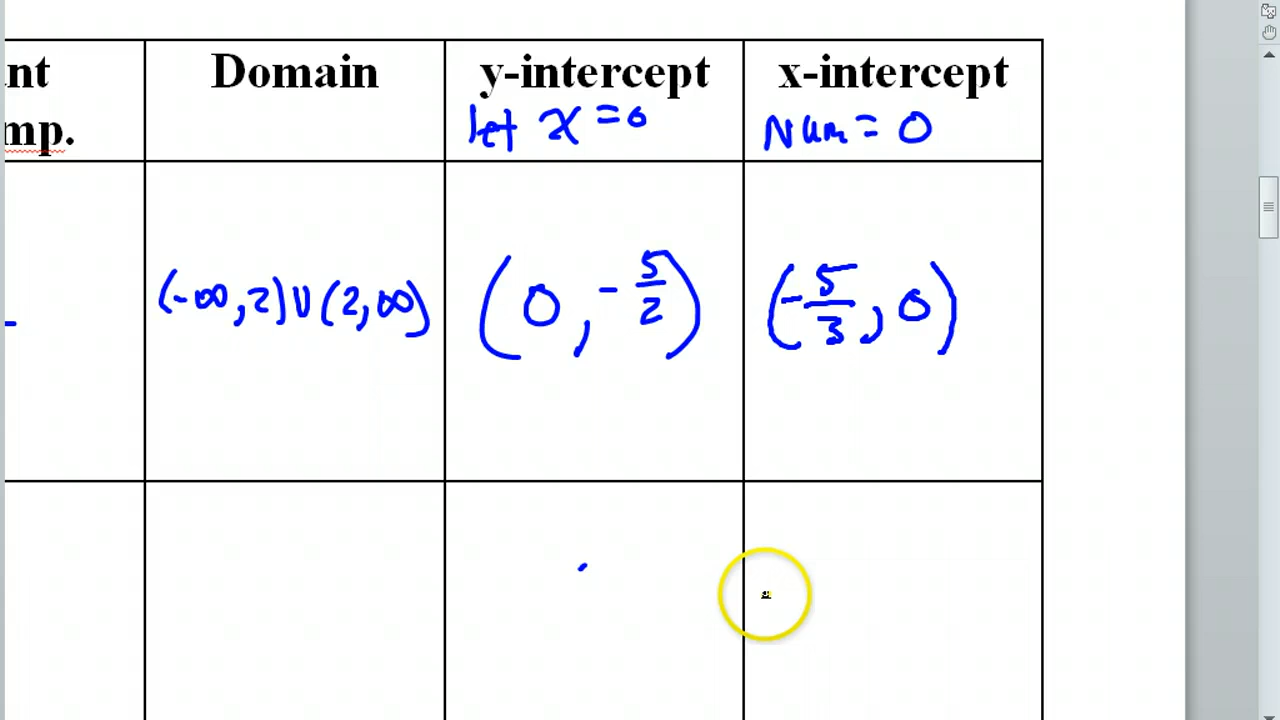 nt
mp.
Domain
y-intercept
let x = 0
x-intercept
Num = 0
(-∞, 2) ∪ (2, ∞)
(0, -5/2)
(-5/3, 0)